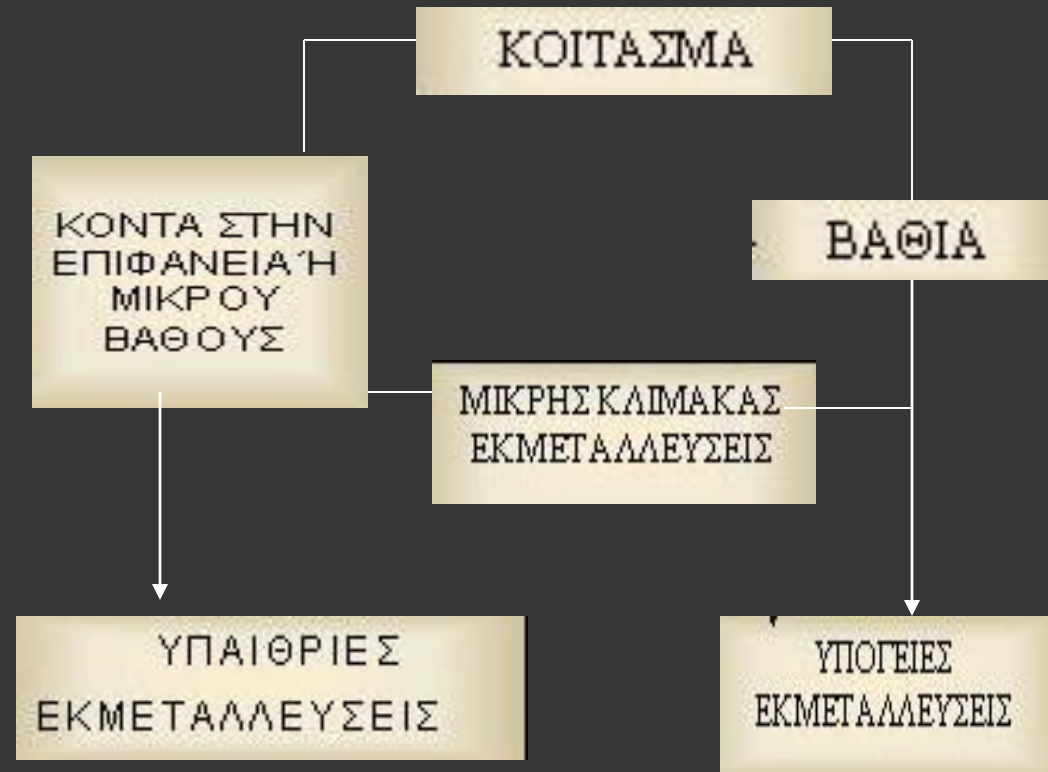 ΚΟΙΤΑΣΜΑ
ΚΟΝΤΑ ΣΤΗΝ
ΕΠΙΦΑΝΕΙΑ Ή
ΜΙΚΡΟΥ
ΒΑΘΟΥΣ
ΒΑΘΙΑ
ΜΙΚΡΗΣ ΚΛΙΜΑΚΑΣ
ΕΚΜΕΤΑΛΛΕΥΣΕΙΣ
ΥΠΑΙΘΡΙΕΣ
ΕΚΜΕΤΑΛΛΕΥΣΕΙΣ
ΥΠΟΓΕΙΕΣ
ΕΚΜΕΤΑΛΛΕΥΣΕΙΣ